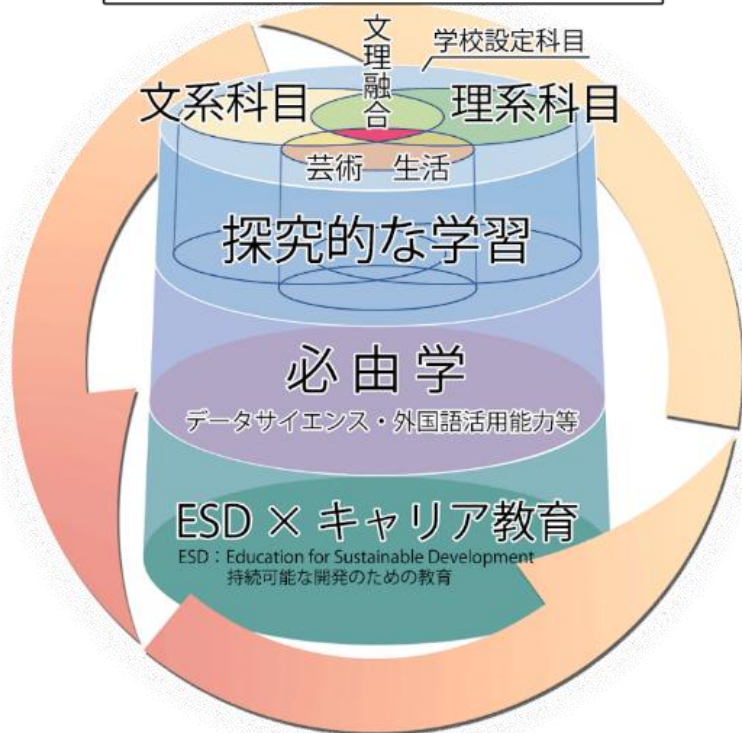 文理融合
学校設定科目
文系科目
理系科目
芸術 生活
探究的な学習
必由学
データサイエンス・外国語活用能力等
ESD × キャリア教育
ESD：Education for Sustainable Development
持続可能な開発のための教育